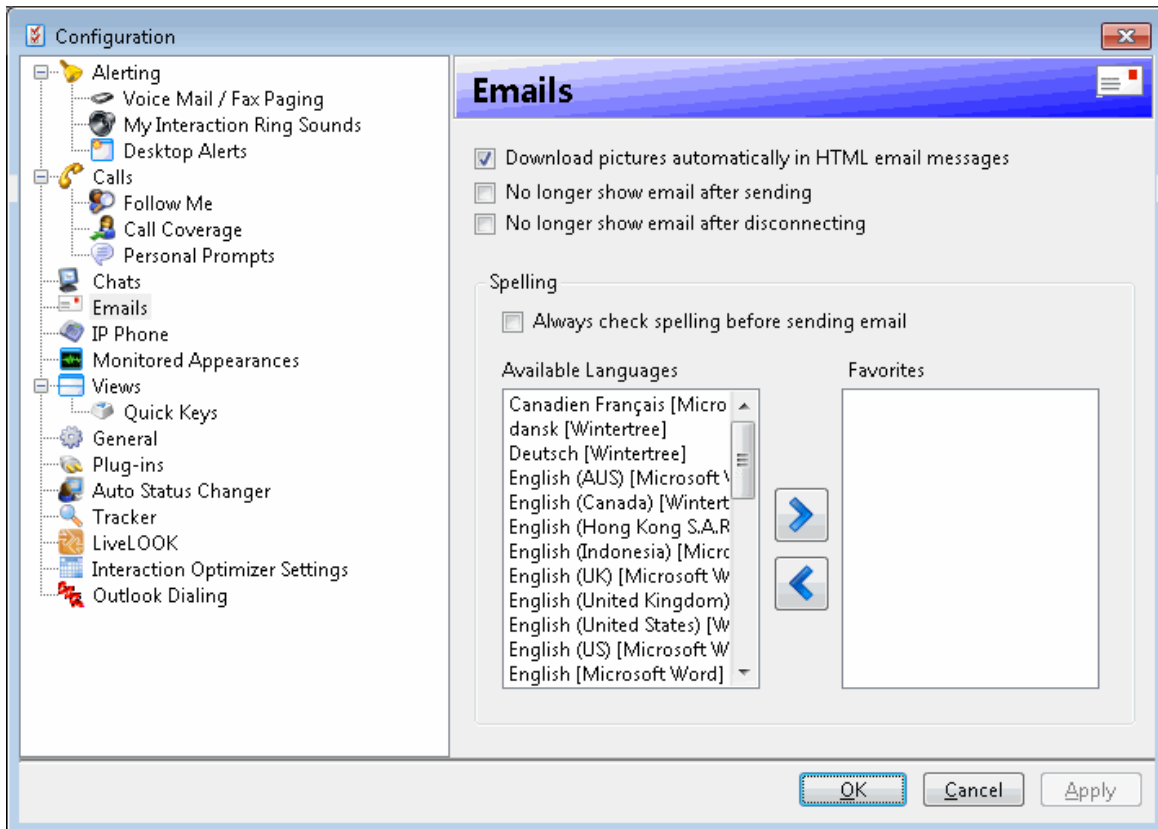 Configuration
Alerting
Voice Mail / Fax Paging
My Interaction Ring Sounds
Desktop Alerts
Calls
Follow Me
Call Coverage
Personal Prompts
Chats
Emails
IP Phone
Monitored Appearances
Views
Quick Keys
General
Plug-ins
Auto Status Changer
Tracker
LiveLOOK
Interaction Optimizer Settings
Outlook Dialing
Emails
Download pictures automatically in HTML email messages
No longer show email after sending
No longer show email after disconnecting
Spelling
Always check spelling before sending email
Available Languages
Canadien Français [Micro
dansk [Wintertree]
Deutsch [Wintertree]
English (AUS) [Microsoft
English (Canada) [Wintert
English (Hong Kong S.A.R
English (Indonesia) [Micro
English (UK) [Microsoft W
English (United Kingdom)
English (United States) [W
English (US) [Microsoft W
English [Microsoft Word]
Favorites
OK
Cancel
Apply